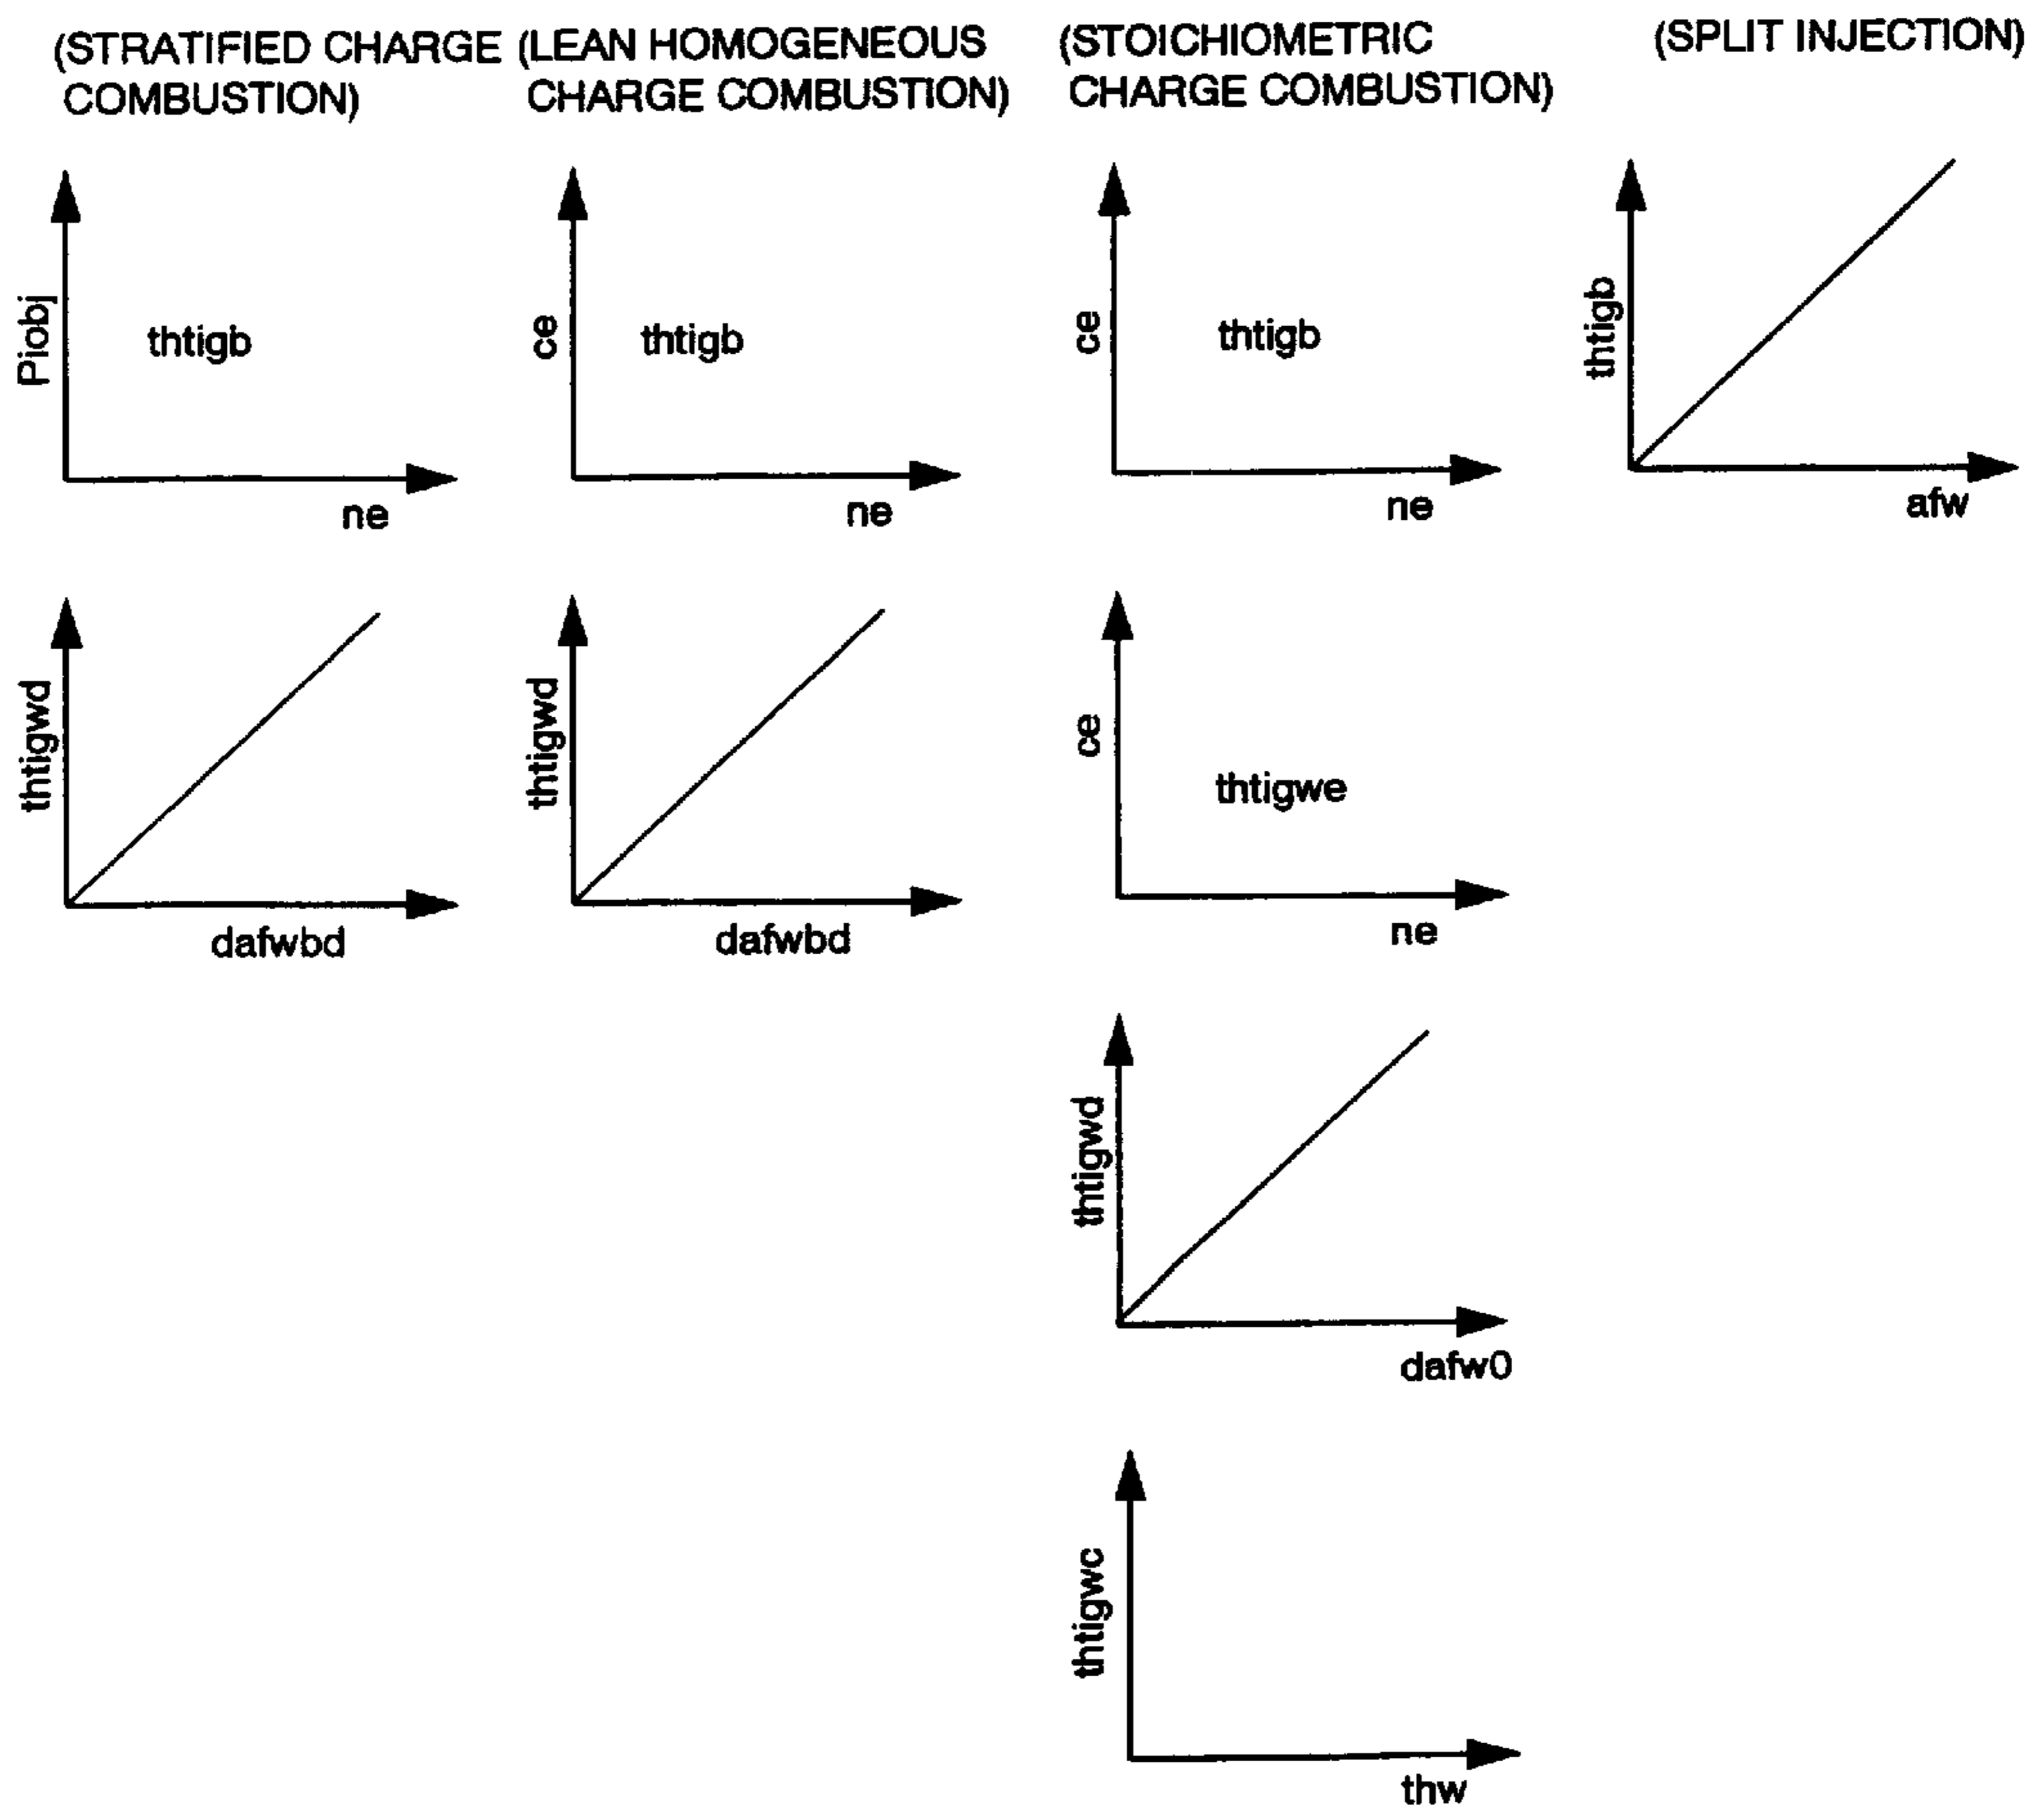 (STRATIFIED CHARGE
COMBUSTION)
(LEAN HOMOGENEOUS
CHARGE COMBUSTION)
(STOICHIOMETRIC
CHARGE COMBUSTION)
(SPLIT INJECTION)
Piobj
thtigb
ne
ce
thtigb
ne
ce
thtigb
ne
thtigb
afw
thtigwd
dafwbd
thtigwd
dafwbd
ce
thtigwe
ne
thtigwd
dafw0
thtigwc
thw